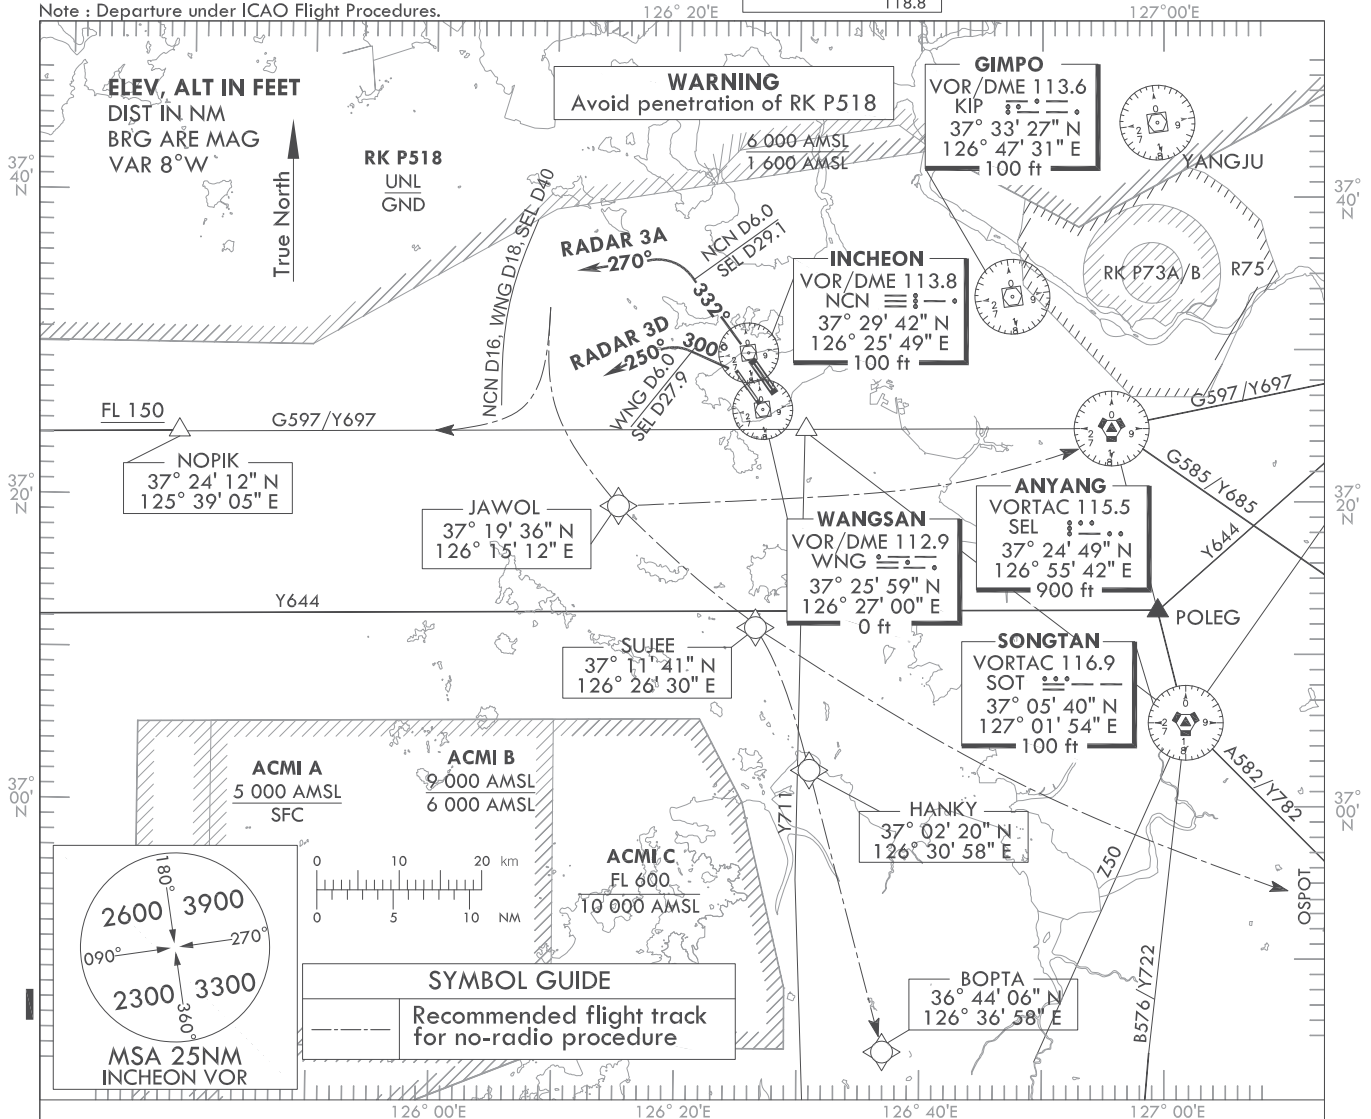 Note : Departure under ICAO Flight Procedures.
118.8
126° 20'E
127° 00'E
ELEV, ALT IN FEET
DIST IN NM
BRG ARE MAG
VAR 8°W
True North
RK P518
UNL
GND
WARNING
Avoid penetration of RK P518
6 000 AMSL
1 600 AMSL
GIMPO
VOR/DME 113.6
KIP
37° 33' 27" N
126° 47' 31" E
100 ft
YANGJU
RK P73A/B
R75
37°
40'
N
37°
40'
N
NCN D16, WNG D18, SEL D40
RADAR 3A
270°
NCN D6.0
SEL D29.1
332°
RADAR 3D
250°
300°
WNG D6.0
SEL D27.9
INCHEON
VOR/DME 113.8
NCN
37° 29' 42" N
126° 25' 49" E
100 ft
FL 150
G597/Y697
G597/Y697
NOPIK
37° 24' 12" N
125° 39' 05" E
G585/Y685
Y644
JAWOL
37° 19' 36" N
126° 15' 12" E
WANGSAN
VOR/DME 112.9
WNG
37° 25' 59" N
126° 27' 00" E
0 ft
ANYANG
VORTAC 115.5
SEL
37° 24' 49" N
126° 55' 42" E
900 ft
37°
20'
N
37°
20'
N
Y644
POLEG
SUJEE
37° 11' 41" N
126° 26' 30" E
SONGTAN
VORTAC 116.9
SOT
37° 05' 40" N
127° 01' 54" E
100 ft
A582/Y782
ACMI A
5 000 AMSL
SFC
ACMI B
9 000 AMSL
6 000 AMSL
ACMI C
FL 600
10 000 AMSL
37°
00'
N
37°
00'
N
Y711
HANKY
37° 02' 20" N
126° 30' 58" E
Z50
OSPOT
B576/Y722
BOPTA
36° 44' 06" N
126° 36' 58" E
0 10 20 km
0 5 10 NM
180°
2600 3900
090° 270°
2300 3300
360°
MSA 25NM
INCHEON VOR
SYMBOL GUIDE
Recommended flight track
for no-radio procedure
126° 00'E
126° 20'E
126° 40'E
127° 00'E